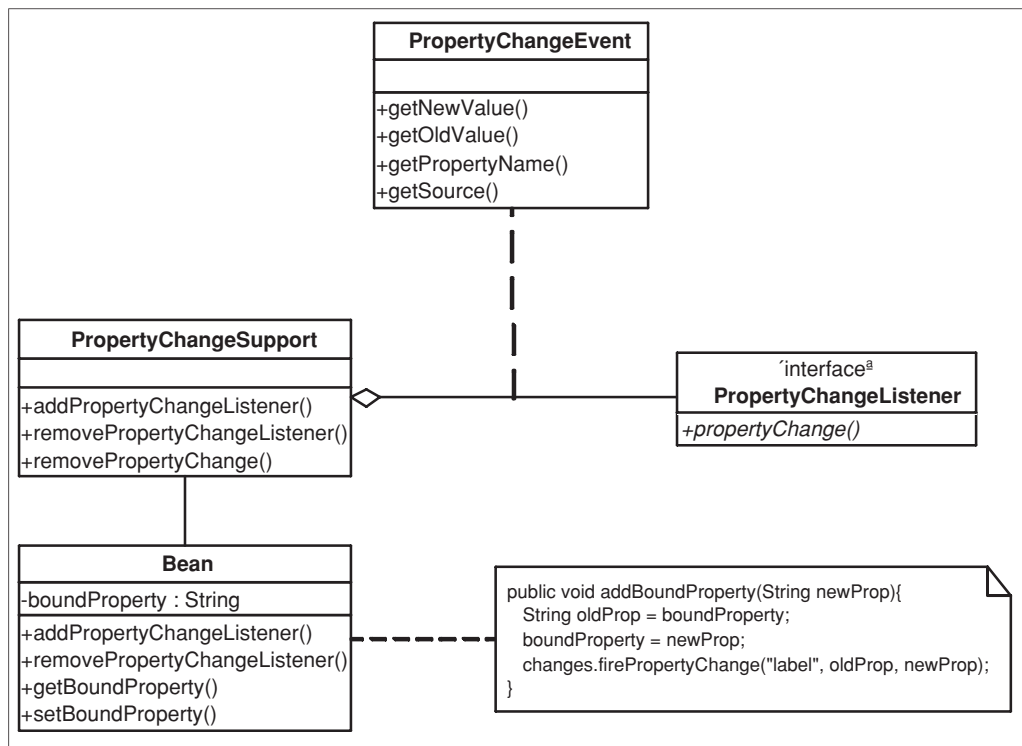 PropertyChangeEvent
+getNewValue()
+getOldValue()
+getPropertyName()
+getSource()
PropertyChangeSupport
+addPropertyChangeListener()
+removePropertyChangeListener()
+removePropertyChange()
´interfaceª
PropertyChangeListener
+propertyChange()
Bean
-boundProperty : String
+addPropertyChangeListener()
+removePropertyChangeListener()
+getBoundProperty()
+setBoundProperty()
public void addBoundProperty(String newProp){
String oldProp = boundProperty;
boundProperty = newProp;
changes.firePropertyChange("label", oldProp, newProp);
}